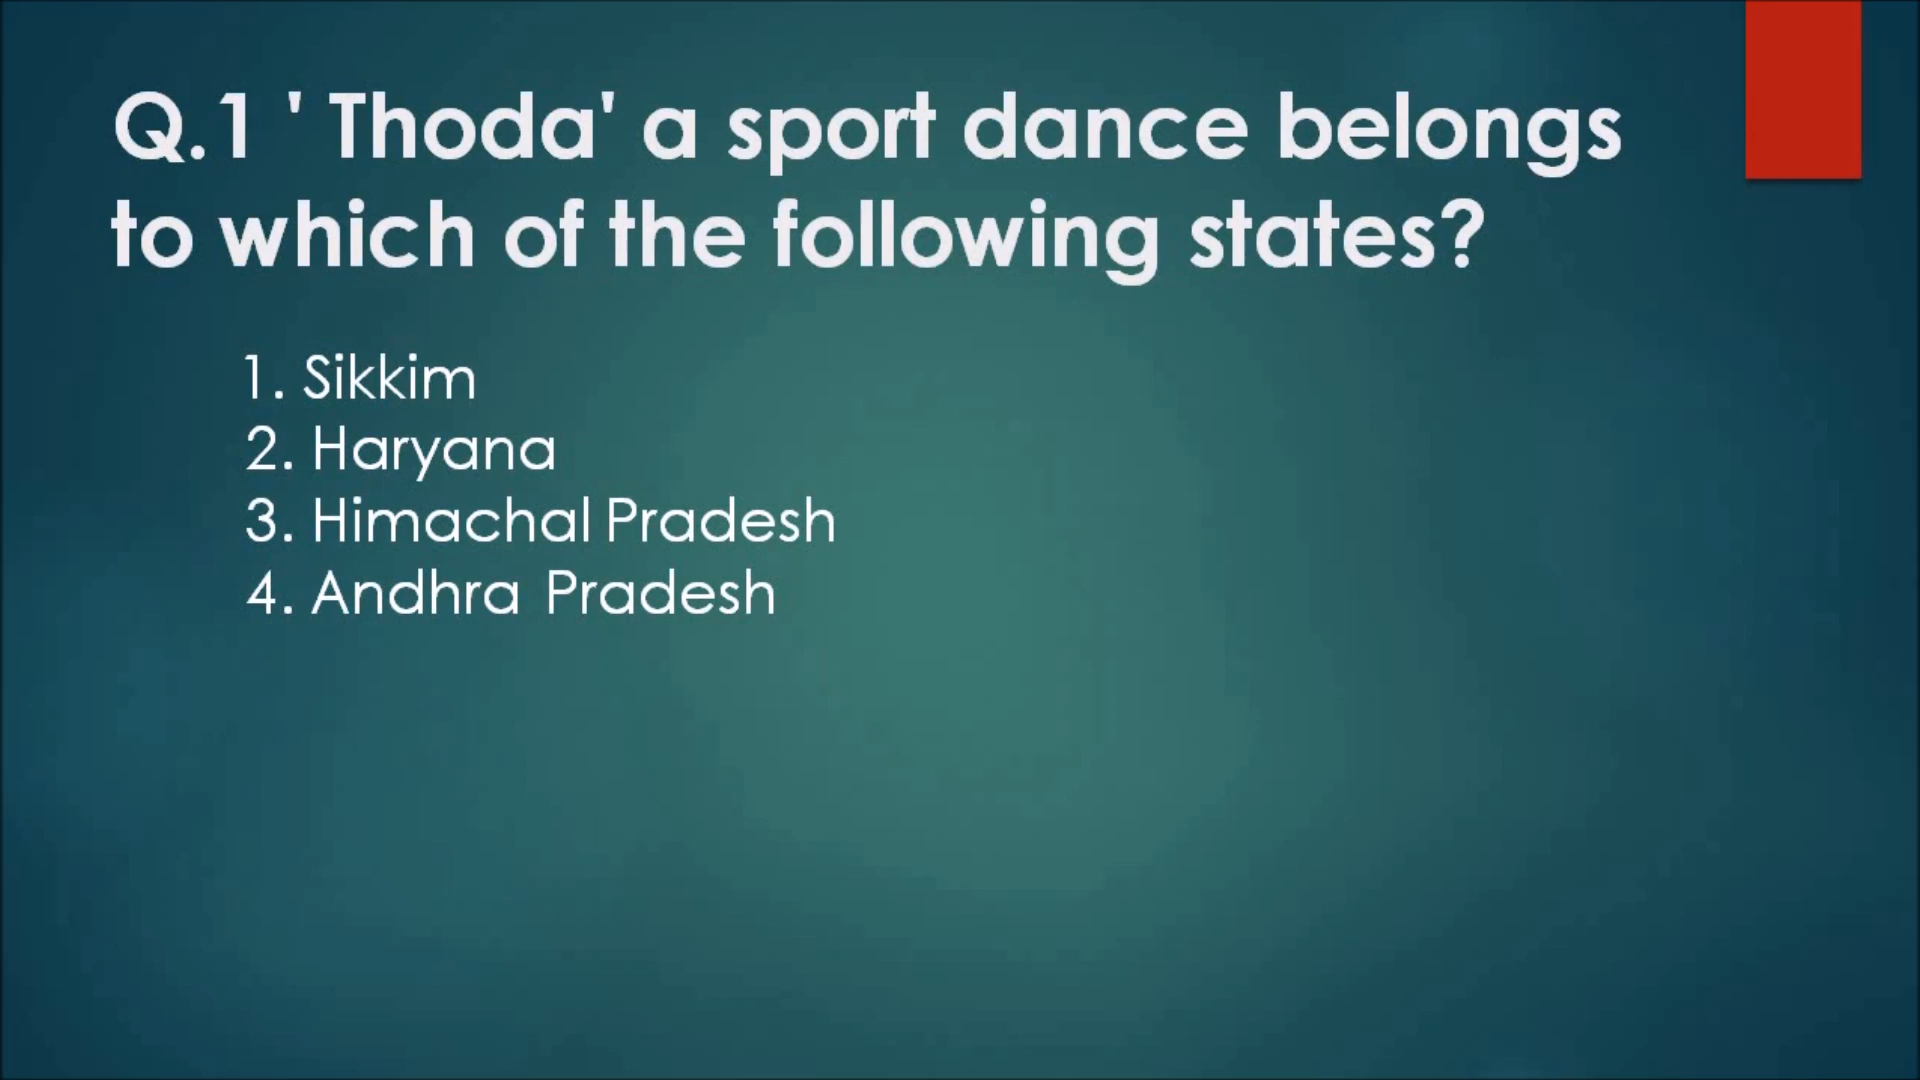 Q.1 ' Thoda' a sport dance belongs
to which of the following states?
1. Sikkim
2. Haryana
3. Himachal Pradesh
4. Andhra Pradesh